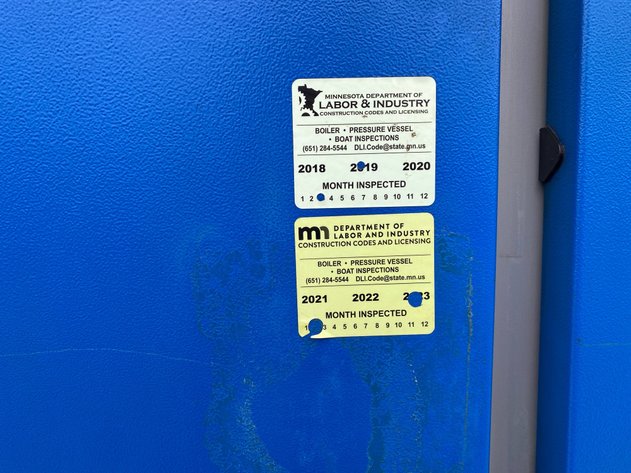 MINNESOTA DEPARTMENT OF
LABOR & INDUSTRY
CONSTRUCTION CODES AND LICENSING
BOILER • PRESSURE VESSEL
• BOAT INSPECTIONS
(651) 284-5544 DLI.Code@state.mn.us
2018 2019 2020
MONTH INSPECTED
1 2 4 5 6 7 8 9 10 11 12
mn DEPARTMENT OF
LABOR AND INDUSTRY
CONSTRUCTION CODES AND LICENSING
BOILER • PRESSURE VESSEL
• BOAT INSPECTIONS
(651) 284-5544 DLI.Code@state.mn.us
2021 2022 2023
MONTH INSPECTED
1 3 4 5 6 7 8 9 10 11 12